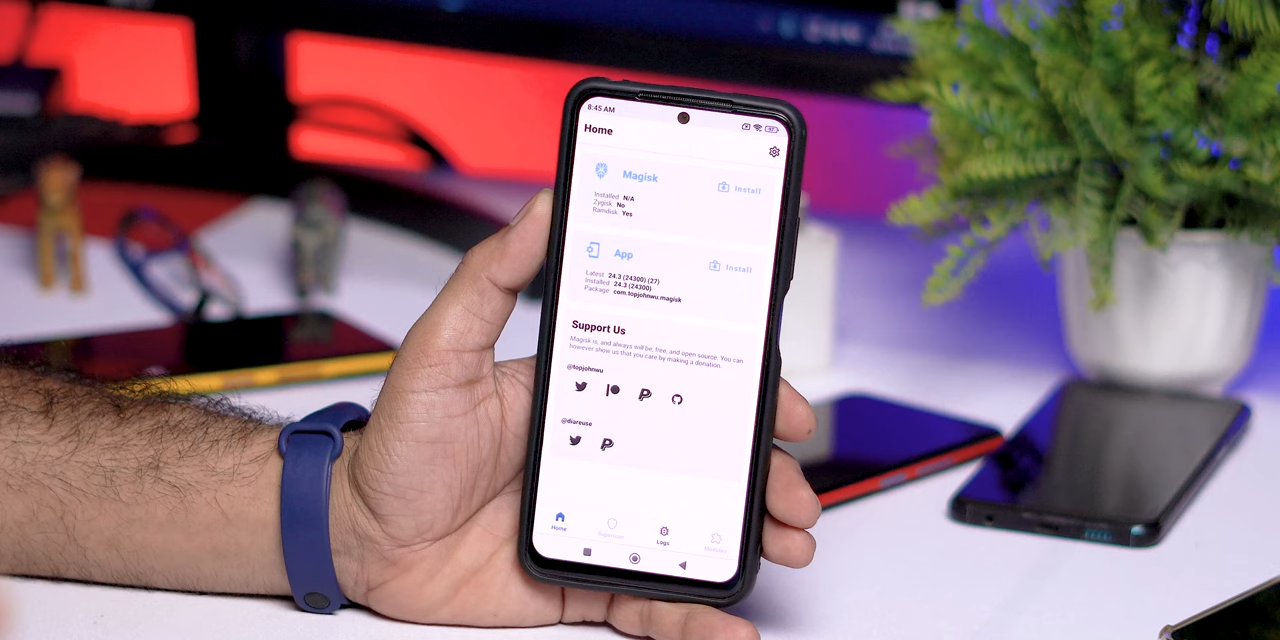 8:45 AM
Home
Magisk
Install
Installed N/A
Zygisk No
Ramdisk Yes
App
Install
Latest 24.3 (24300) (27)
Installed 24.3 (24300)
Package com.topjohnwu.magisk
Support Us
Magisk is, and always will be, free, and open source. You can
however show us that you care by making a donation.
@topjohnwu
@diareuse
Home
Superuser
Logs
Modules